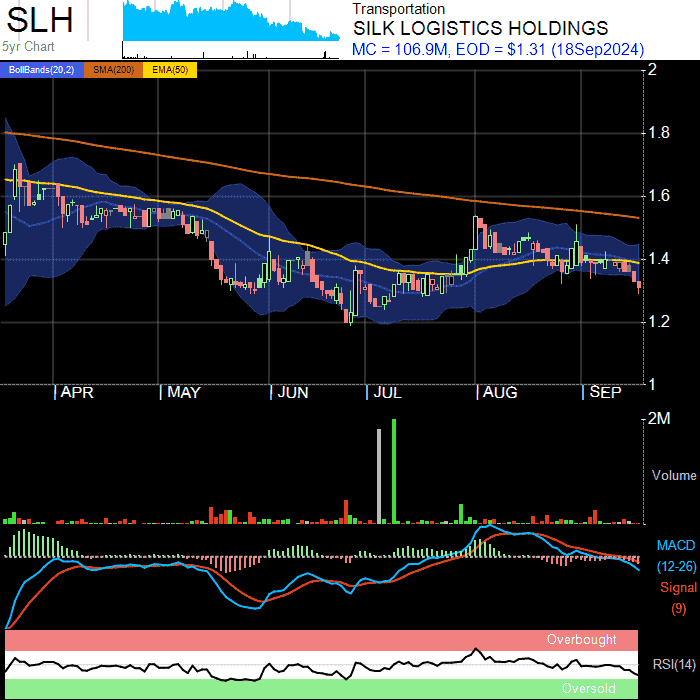 SLH
5yr Chart
Transportation
SILK LOGISTICS HOLDINGS
MC = 106.9M, EOD = $1.31 (18Sep2024)
BollBands(20,2) SMA(200) EMA(50)
2
1.8
1.6
1.4
1.2
1
APR MAY JUN JUL AUG SEP
2M
Volume
MACD
(12-26)
Signal
(9)
Overbought
RSI(14)
Oversold